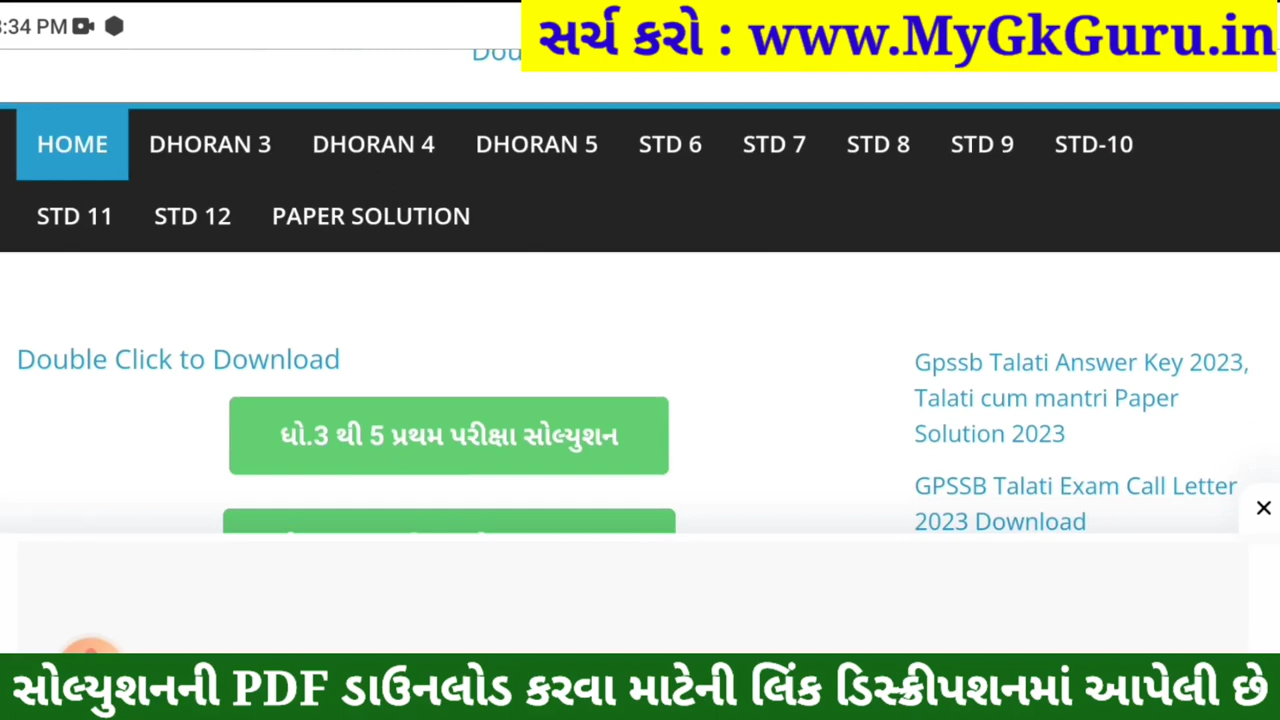 :34 PM
સર્ચ કરો : www.MyGkGuru.in
HOME DHORAN 3 DHORAN 4 DHORAN 5 STD 6 STD 7 STD 8 STD 9 STD-10
STD 11 STD 12 PAPER SOLUTION
Double Click to Download
ધો.3 થી 5 પ્રથમ પરીક્ષા સોલ્યુશન
Gpssb Talati Answer Key 2023,
Talati cum mantri Paper
Solution 2023
GPSSB Talati Exam Call Letter
2023 Download
સોલ્યુશનની PDF ડાઉનલોડ કરવા માટેની લિંક ડિસ્ક્રીપશનમાં આપેલી છે